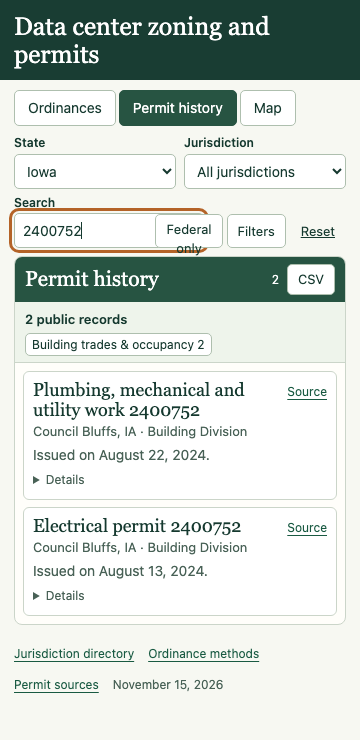 Data center zoning and
permits
Ordinances
Permit history
Map
State
Jurisdiction
Iowa
All jurisdictions
Search
2400752
Federal
only
Filters
Reset
Permit history
2
CSV
2 public records
Building trades & occupancy 2
Plumbing, mechanical and
utility work 2400752
Source
Council Bluffs, IA · Building Division
Issued on August 22, 2024.
Details
Electrical permit 2400752
Source
Council Bluffs, IA · Building Division
Issued on August 13, 2024.
Details
Jurisdiction directory
Ordinance methods
Permit sources
November 15, 2026